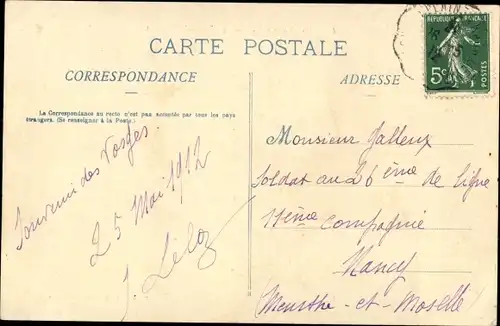 CARTE POSTALE
CORRESPONDANCE
La Correspondance au recto n'est pas acceptée par tous les pays
étrangers. (Se renseigner à la Poste.)
Souvenir des Vosges
25 Mai 1912
ADRESSE
REPUBLIQUE FRANÇAISE
5c
POSTES
Monsieur
Soldat au 26ème de ligne
11ème Compagnie
Nancy
Meurthe-et-Moselle